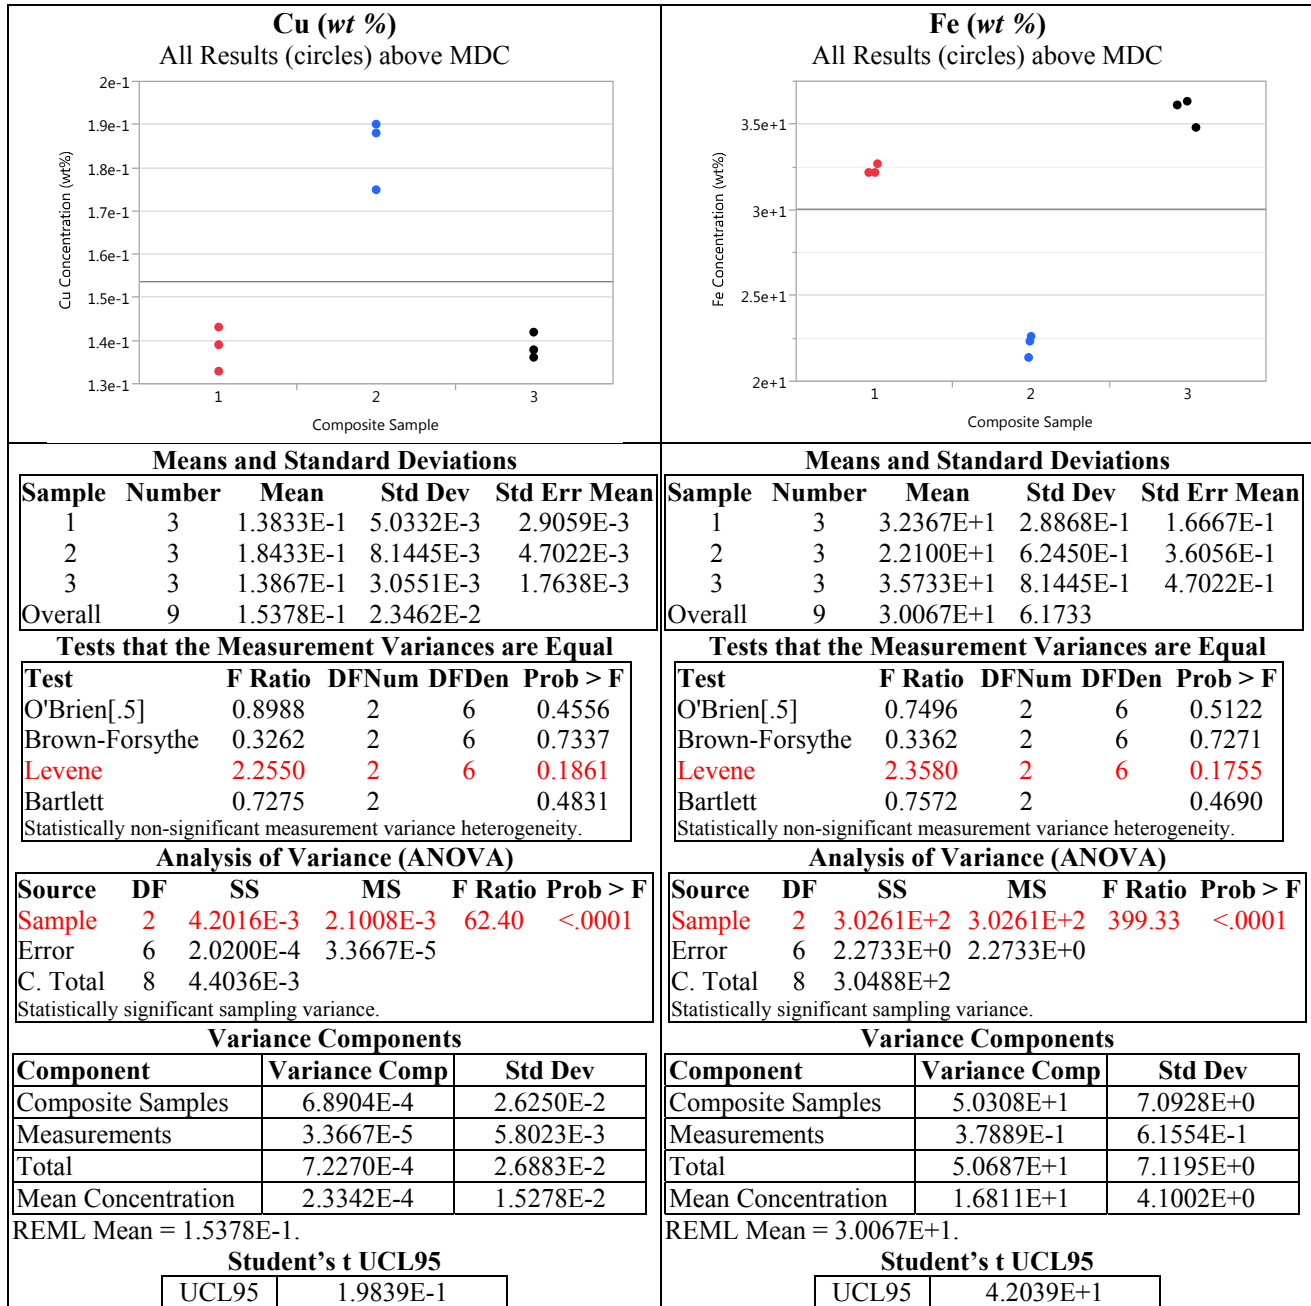 Cu (wt %)
All Results (circles) above MDC
2e-1
1.9e-1
1.8e-1
1.7e-1
1.6e-1
1.5e-1
1.4e-1
1.3e-1
Cu Concentration (wt%)
1 2 3
Composite Sample
Means and Standard Deviations
Sample Number Mean Std Dev Std Err Mean
1 3 1.3833E-1 5.0332E-3 2.9059E-3
2 3 1.8433E-1 8.1445E-3 4.7022E-3
3 3 1.3867E-1 3.0551E-3 1.7638E-3
Overall 9 1.5378E-1 2.3462E-2
Tests that the Measurement Variances are Equal
Test F Ratio DFNum DFDen Prob > F
O'Brien[.5] 0.8988 2 6 0.4556
Brown-Forsythe 0.3262 2 6 0.7337
Levene 2.2550 2 6 0.1861
Bartlett 0.7275 2 0.4831
Statistically non-significant measurement variance heterogeneity.
Analysis of Variance (ANOVA)
Source DF SS MS F Ratio Prob > F
Sample 2 4.2016E-3 2.1008E-3 62.40 <.0001
Error 6 2.0200E-4 3.3667E-5
C. Total 8 4.4036E-3
Statistically significant sampling variance.
Variance Components
Component Variance Comp Std Dev
Composite Samples 6.8904E-4 2.6250E-2
Measurements 3.3667E-5 5.8023E-3
Total 7.2270E-4 2.6883E-2
Mean Concentration 2.3342E-4 1.5278E-2
REML Mean = 1.5378E-1.
Student’s t UCL95
UCL95 1.9839E-1
Fe (wt %)
All Results (circles) above MDC
3.5e+1
3e+1
2.5e+1
2e+1
Fe Concentration (wt%)
1 2 3
Composite Sample
Means and Standard Deviations
Sample Number Mean Std Dev Std Err Mean
1 3 3.2367E+1 2.8868E-1 1.6667E-1
2 3 2.2100E+1 6.2450E-1 3.6056E-1
3 3 3.5733E+1 8.1445E-1 4.7022E-1
Overall 9 3.0067E+1 6.1733
Tests that the Measurement Variances are Equal
Test F Ratio DFNum DFDen Prob > F
O'Brien[.5] 0.7496 2 6 0.5122
Brown-Forsythe 0.3362 2 6 0.7271
Levene 2.3580 2 6 0.1755
Bartlett 0.7572 2 0.4690
Statistically non-significant measurement variance heterogeneity.
Analysis of Variance (ANOVA)
Source DF SS MS F Ratio Prob > F
Sample 2 3.0261E+2 3.0261E+2 399.33 <.0001
Error 6 2.2733E+0 2.2733E+0
C. Total 8 3.0488E+2
Statistically significant sampling variance.
Variance Components
Component Variance Comp Std Dev
Composite Samples 5.0308E+1 7.0928E+0
Measurements 3.7889E-1 6.1554E-1
Total 5.0687E+1 7.1195E+0
Mean Concentration 1.6811E+1 4.1002E+0
REML Mean = 3.0067E+1.
Student’s t UCL95
UCL95 4.2039E+1